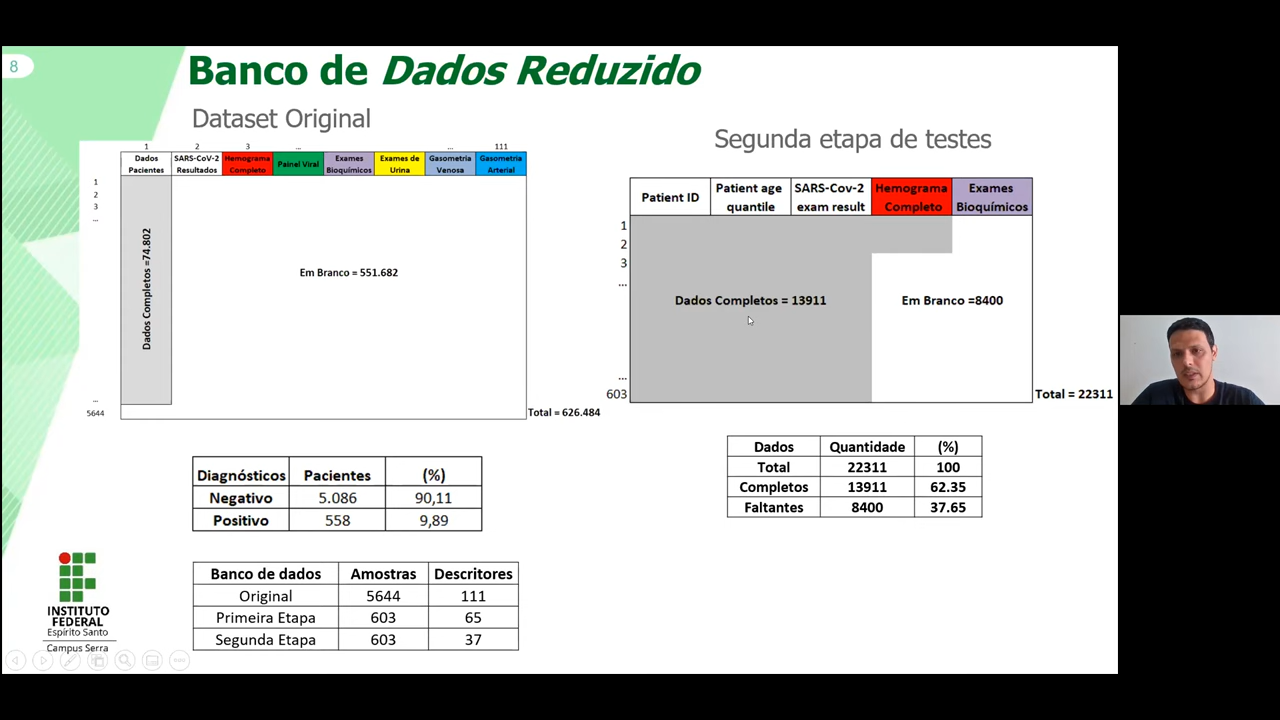 8
Banco de Dados Reduzido
Dataset Original
Segunda etapa de testes
1 2 3 ... ... 111
Dados Pacientes
SARS-CoV-2 Resultados
Hemograma Completo
Painel Viral
Exames Bioquímicos
Exames de Urina
Gasometria Venosa
Gasometria Arterial
1
2
3
...
...
5644
Dados Completos =74.802
Em Branco = 551.682
Total = 626.484
Patient ID
Patient age quantile
SARS-Cov-2 exam result
Hemograma Completo
Exames Bioquímicos
1
2
3
...
...
603
Dados Completos = 13911
Em Branco =8400
Total = 22311
Diagnósticos Pacientes (%)
Negativo 5.086 90,11
Positivo 558 9,89
Dados Quantidade (%)
Total 22311 100
Completos 13911 62.35
Faltantes 8400 37.65
Banco de dados Amostras Descritores
Original 5644 111
Primeira Etapa 603 65
Segunda Etapa 603 37
INSTITUTO
FEDERAL
Espírito Santo
Campus Serra